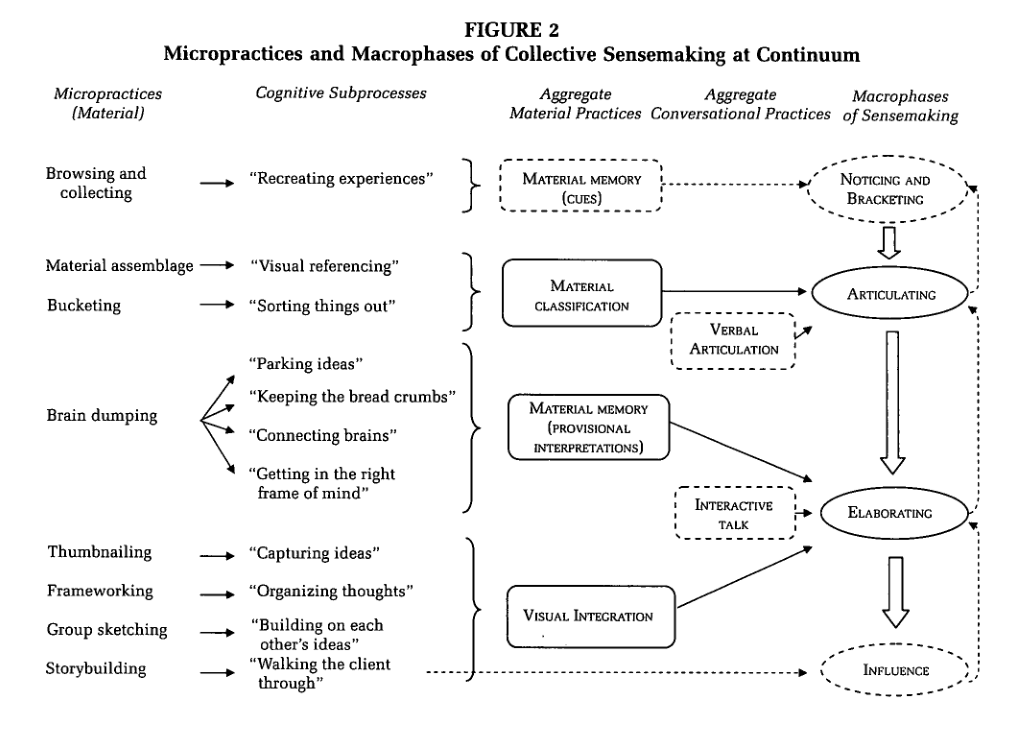 FIGURE 2
Micropractices and Macrophases of Collective Sensemaking at Continuum
Micropractices
(Material)
Cognitive Subprocesses
Aggregate
Material Practices
Aggregate
Conversational Practices
Macrophases
of Sensemaking
Browsing and
collecting
“Recreating experiences”
MATERIAL MEMORY
(CUES)
NOTICING AND
BRACKETING
Material assemblage
“Visual referencing”
Bucketing
“Sorting things out”
MATERIAL
CLASSIFICATION
ARTICULATING
VERBAL
ARTICULATION
Brain dumping
“Parking ideas”
“Keeping the bread crumbs”
“Connecting brains”
“Getting in the right
frame of mind”
MATERIAL MEMORY
(PROVISIONAL
INTERPRETATIONS)
INTERACTIVE
TALK
ELABORATING
Thumbnailing
“Capturing ideas”
Frameworking
“Organizing thoughts”
Group sketching
“Building on each
other’s ideas”
Storybuilding
“Walking the client
through”
VISUAL INTEGRATION
INFLUENCE